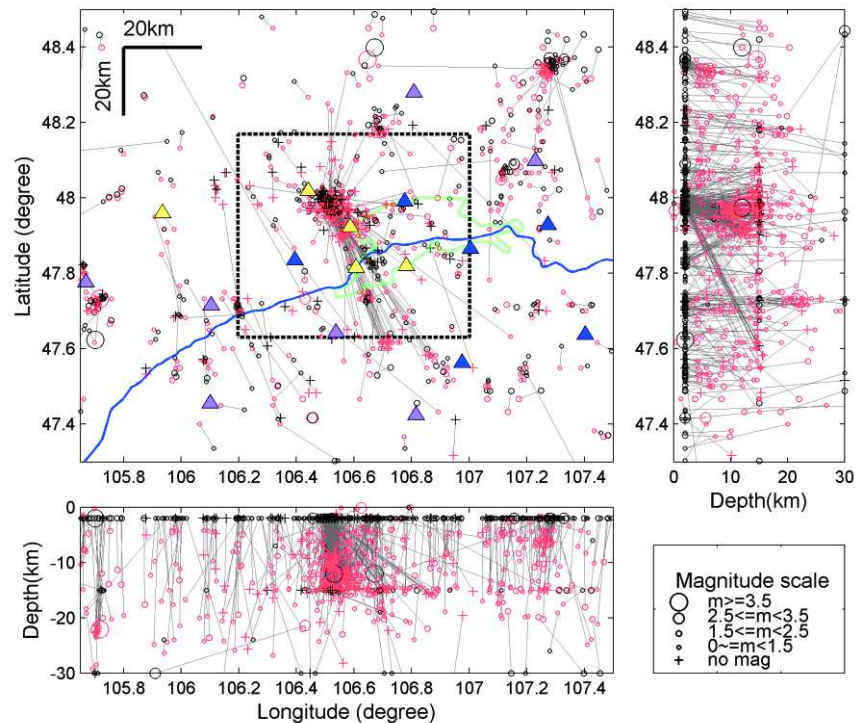 20km
20km
48.4
48.2
48
47.8
47.6
47.4
Latitude (degree)
105.8 106 106.2 106.4 106.6 106.8 107 107.2 107.4
48.4
48.2
48
47.8
47.6
47.4
0 10 20 30
Depth(km)
0
-10
-20
-30
Depth(km)
105.8 106 106.2 106.4 106.6 106.8 107 107.2 107.4
Longitude (degree)
Magnitude scale
m>=3.5
2.5<=m<3.5
1.5<=m<2.5
0~=m<1.5
no mag